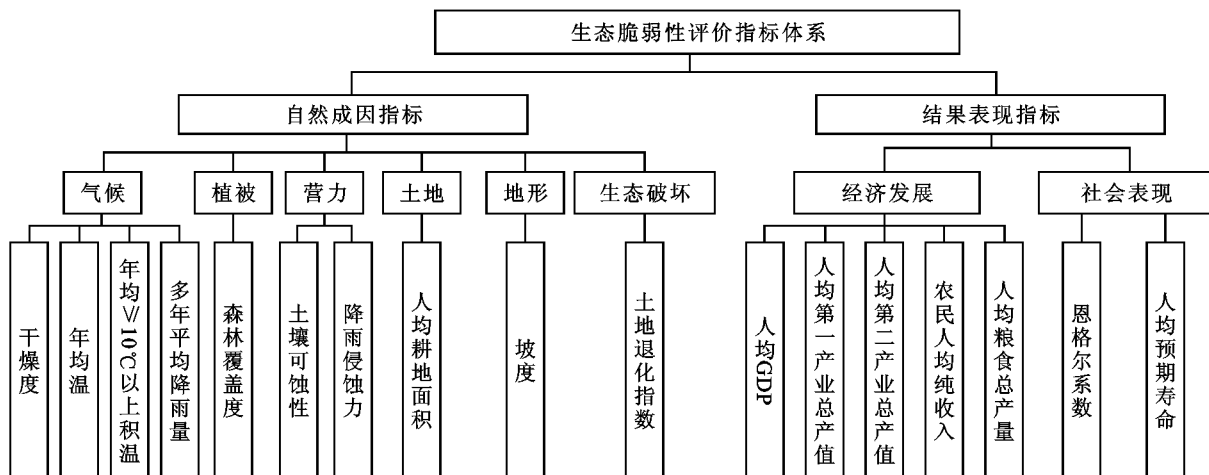 生态脆弱性评价指标体系
自然成因指标
结果表现指标
气候
植被
营力
土地
地形
生态破坏
经济发展
社会表现
干燥度
年均温
年均≥10℃以上积温
多年平均降雨量
森林覆盖度
土壤可蚀性
降雨侵蚀力
人均耕地面积
坡度
土地退化指数
人均GDP
人均第一产业总产值
人均第二产业总产值
农民人均纯收入
人均粮食总产量
恩格尔系数
人均预期寿命